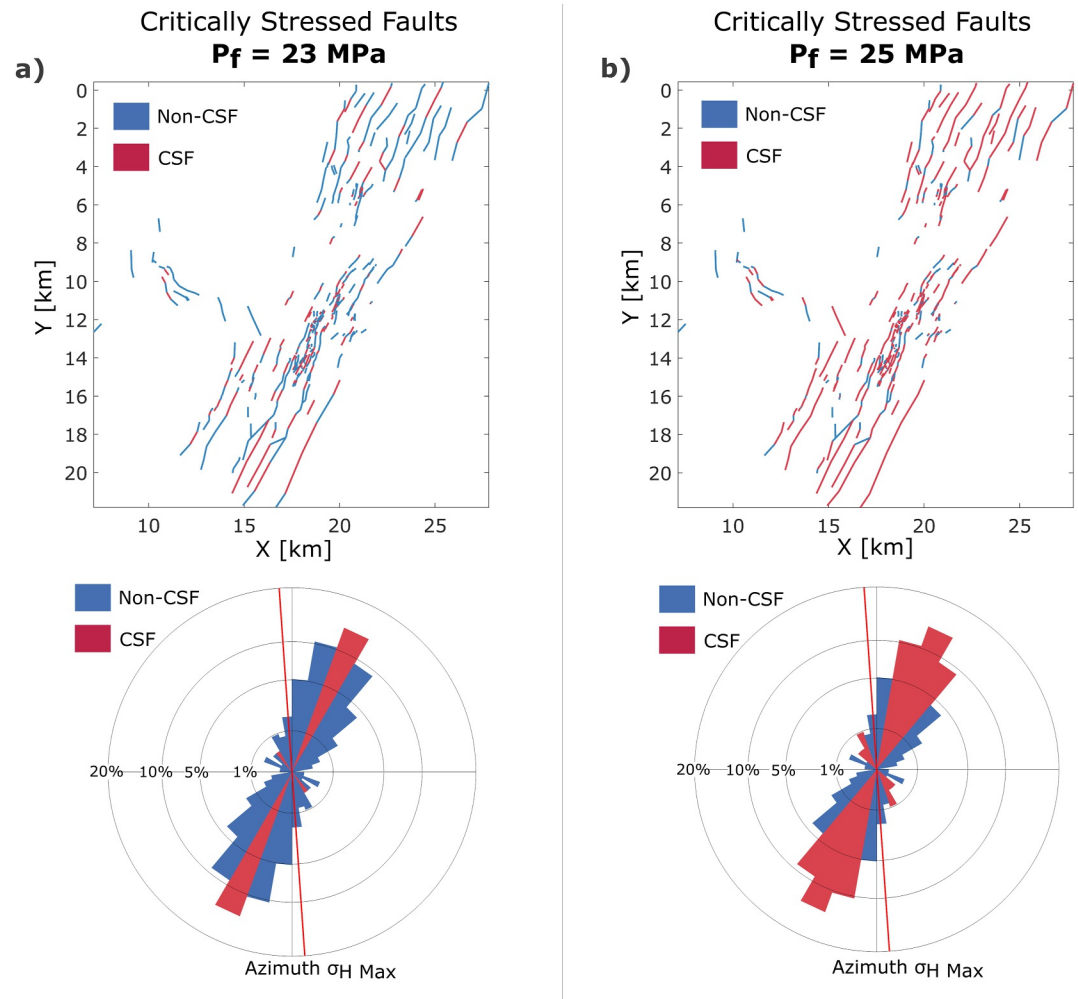 Critically Stressed Faults
Pf = 23 MPa
a)
Non-CSF
CSF
0
2
4
6
8
10
12
14
16
18
20
Y [km]
10
15
20
25
X [km]
Non-CSF
CSF
20%
10%
5%
1%
Azimuth σH Max
Critically Stressed Faults
Pf = 25 MPa
b)
Non-CSF
CSF
0
2
4
6
8
10
12
14
16
18
20
Y [km]
10
15
20
25
X [km]
Non-CSF
CSF
20%
10%
5%
1%
Azimuth σH Max